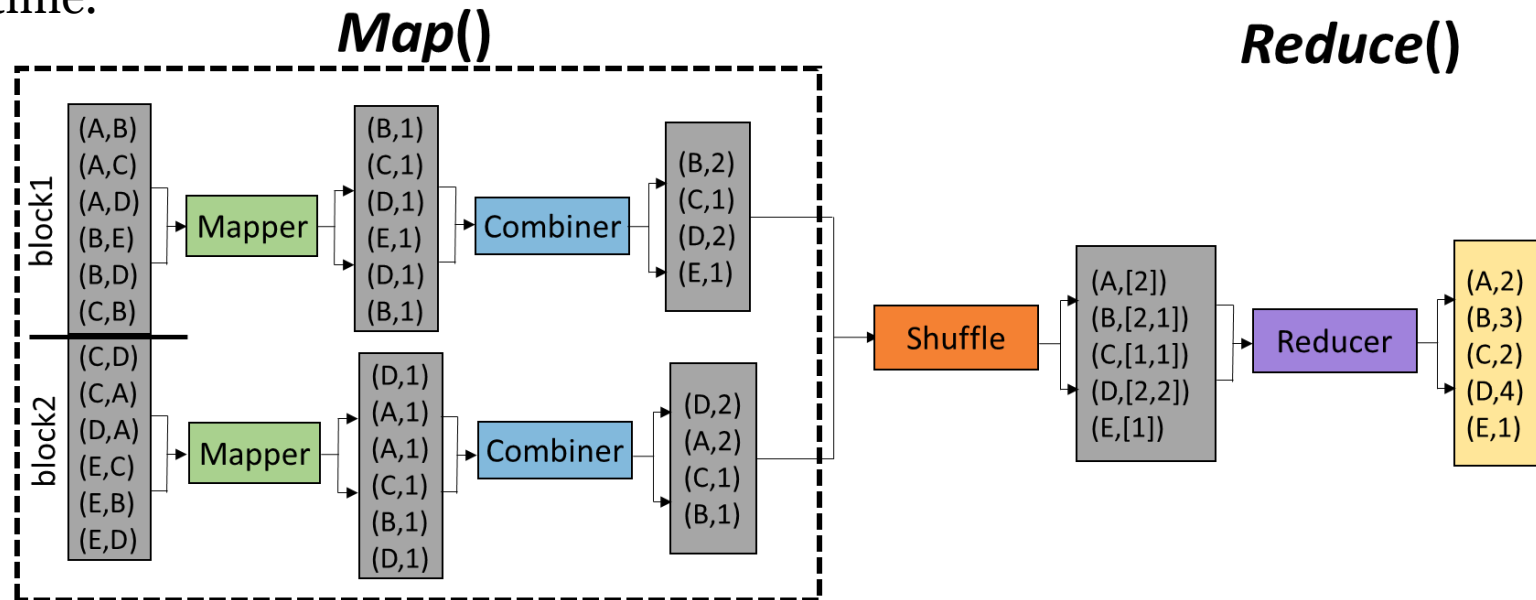 time.
Map()
Reduce()
block1
(A,B)
(A,C)
(A,D)
(B,E)
(B,D)
(C,B)
Mapper
(B,1)
(C,1)
(D,1)
(E,1)
(D,1)
(B,1)
Combiner
(B,2)
(C,1)
(D,2)
(E,1)
block2
(C,D)
(C,A)
(D,A)
(E,C)
(E,B)
(E,D)
Mapper
(D,1)
(A,1)
(A,1)
(C,1)
(B,1)
(D,1)
Combiner
(D,2)
(A,2)
(C,1)
(B,1)
Shuffle
(A,[2])
(B,[2,1])
(C,[1,1])
(D,[2,2])
(E,[1])
Reducer
(A,2)
(B,3)
(C,2)
(D,4)
(E,1)